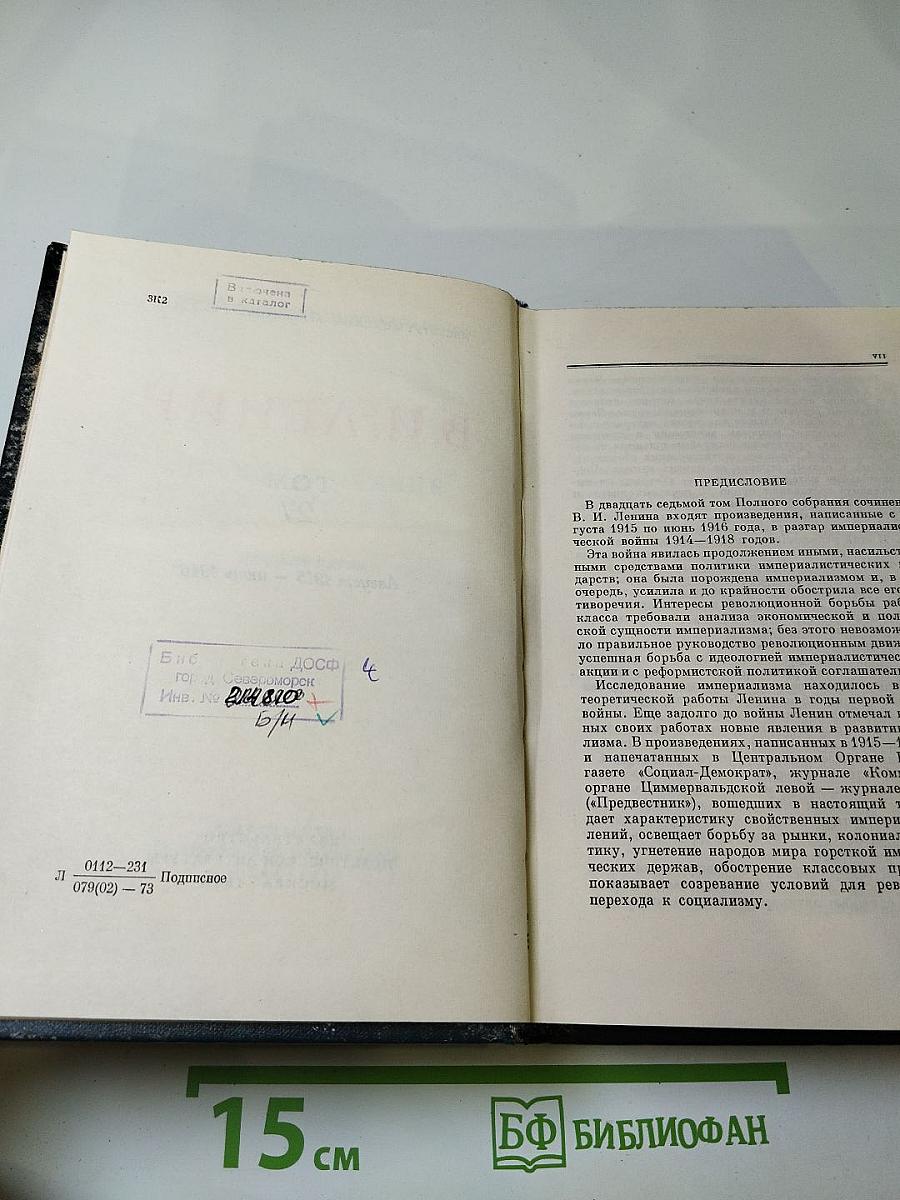 3К2
Включена
в каталог
Библиотека ДОСФ
город Североморск
Инв. №
Б/Н
Л 0112—231
079(02) — 73 Подписное
VII
ПРЕДИСЛОВИЕ
В двадцать седьмой том Полного собрания сочинен
В. И. Ленина входят произведения, написанные с
густа 1915 по июнь 1916 года, в разгар империалис
ческой войны 1914—1918 годов.
Эта война явилась продолжением иными, насильст
ными средствами политики империалистических
дарств; она была порождена империализмом и, в
очередь, усилила и до крайности обострила все его
тиворечия. Интересы революционной борьбы раб
класса требовали анализа экономической и пол
ской сущности империализма; без этого невозмож
ло правильное руководство революционным движ
успешная борьба с идеологией империалистичес
акции и с реформистской политикой соглашатель
Исследование империализма находилось в
теоретической работы Ленина в годы первой
войны. Еще задолго до войны Ленин отмечал
ных своих работах новые явления в развити
лизма. В произведениях, написанных в 1915—1
и напечатанных в Центральном Органе
газете «Социал-Демократ», журнале «Ком
органе Циммервальдской левой — журнале
(«Предвестник»), вошедших в настоящий т
дает характеристику свойственных импери
лений, освещает борьбу за рынки, колониал
тику, угнетение народов мира горсткой им
ческих держав, обострение классовых пр
показывает созревание условий для рев
перехода к социализму.
15 см
БФ БИБЛИОФАН